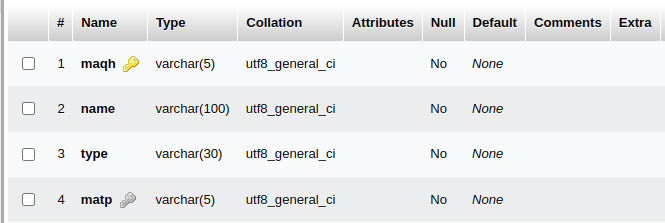 # Name Type Collation Attributes Null Default Comments Extra
1 maqh varchar(5) utf8_general_ci No None
2 name varchar(100) utf8_general_ci No None
3 type varchar(30) utf8_general_ci No None
4 matp varchar(5) utf8_general_ci No None